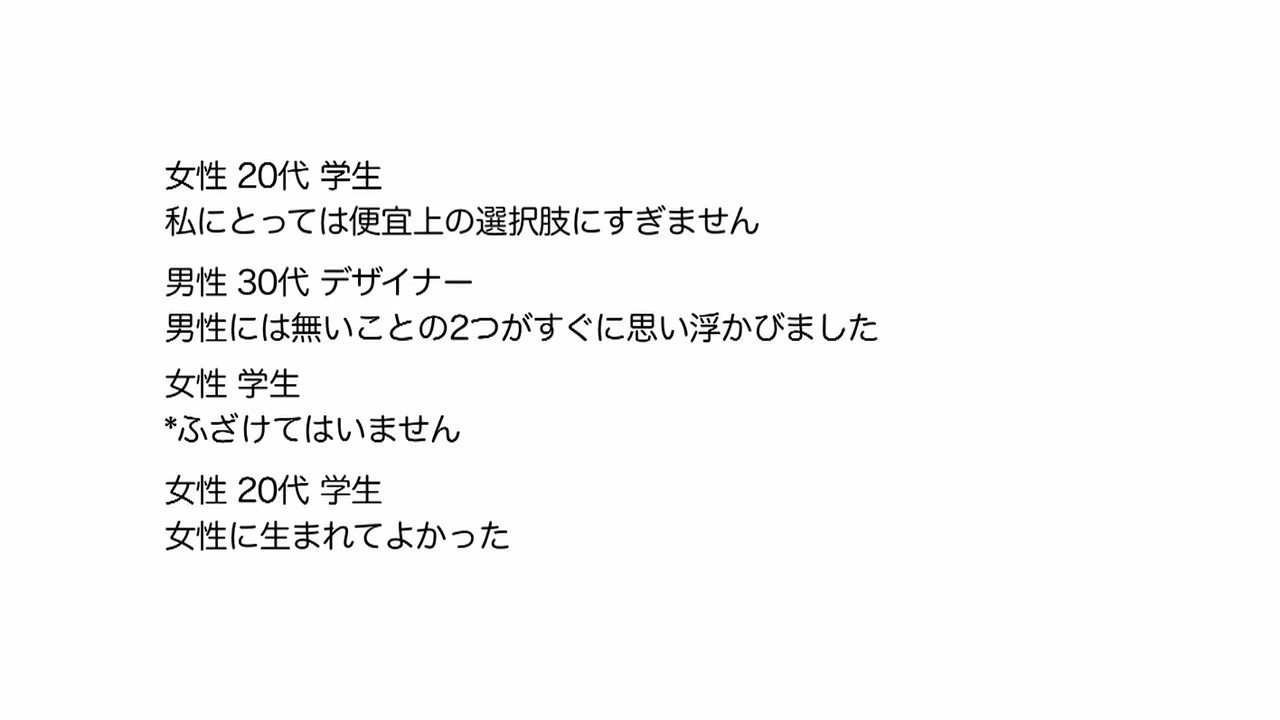 女性 20代 学生
私にとっては便宜上の選択肢にすぎません
男性 30代 デザイナー
男性には無いことの2つがすぐに思い浮かびました
女性 学生
*ふざけてはいません
女性 20代 学生
女性に生まれてよかった